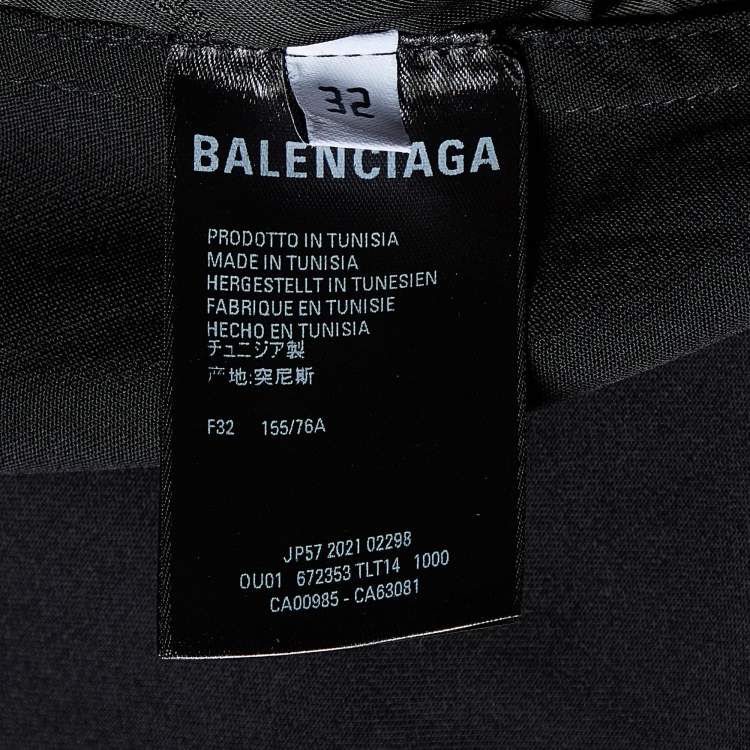 32
BALENCIAGA
PRODOTTO IN TUNISIA
MADE IN TUNISIA
HERGESTELLT IN TUNESIEN
FABRIQUE EN TUNISIE
HECHO EN TUNISIA
チュニジア製
产地:突尼斯
F32 155/76A
JP57 2021 02298
OU01 672353 TLT14 1000
CA00985 - CA63081